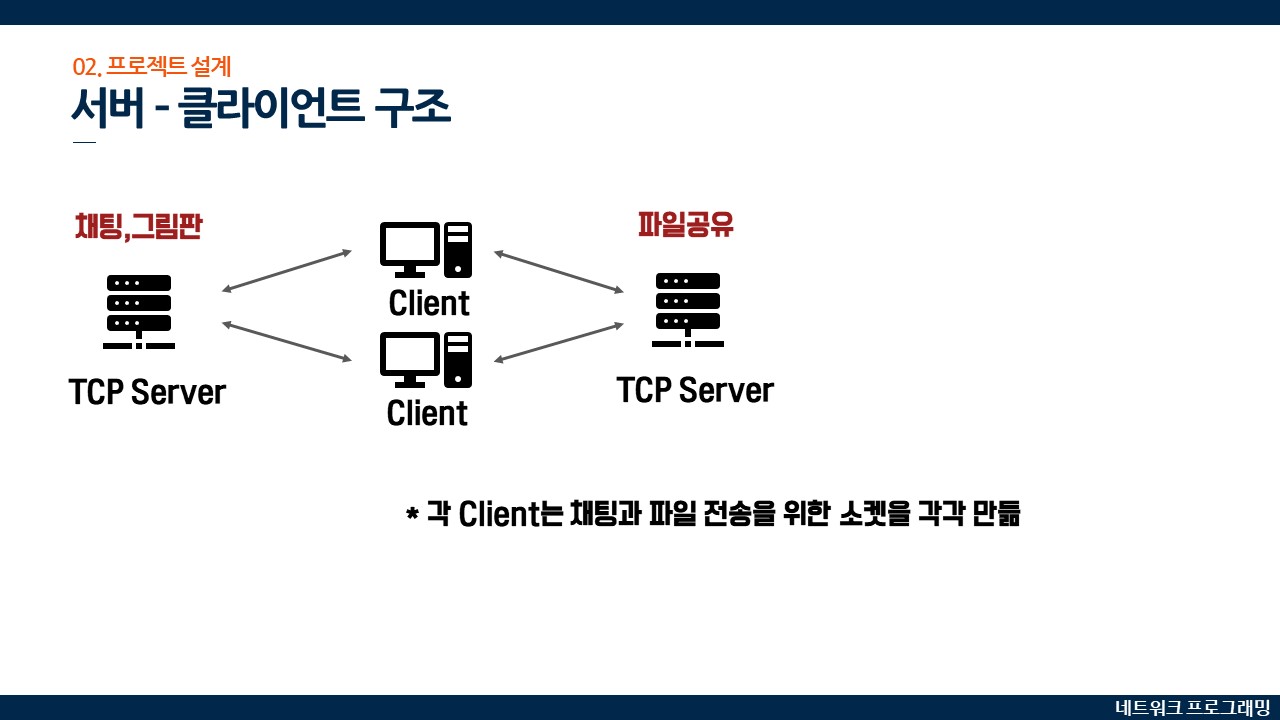 02. 프로젝트 설계
서버 - 클라이언트 구조
채팅,그림판
TCP Server
Client
Client
파일공유
TCP Server
* 각 Client는 채팅과 파일 전송을 위한 소켓을 각각 만듦
네트워크 프로그래밍